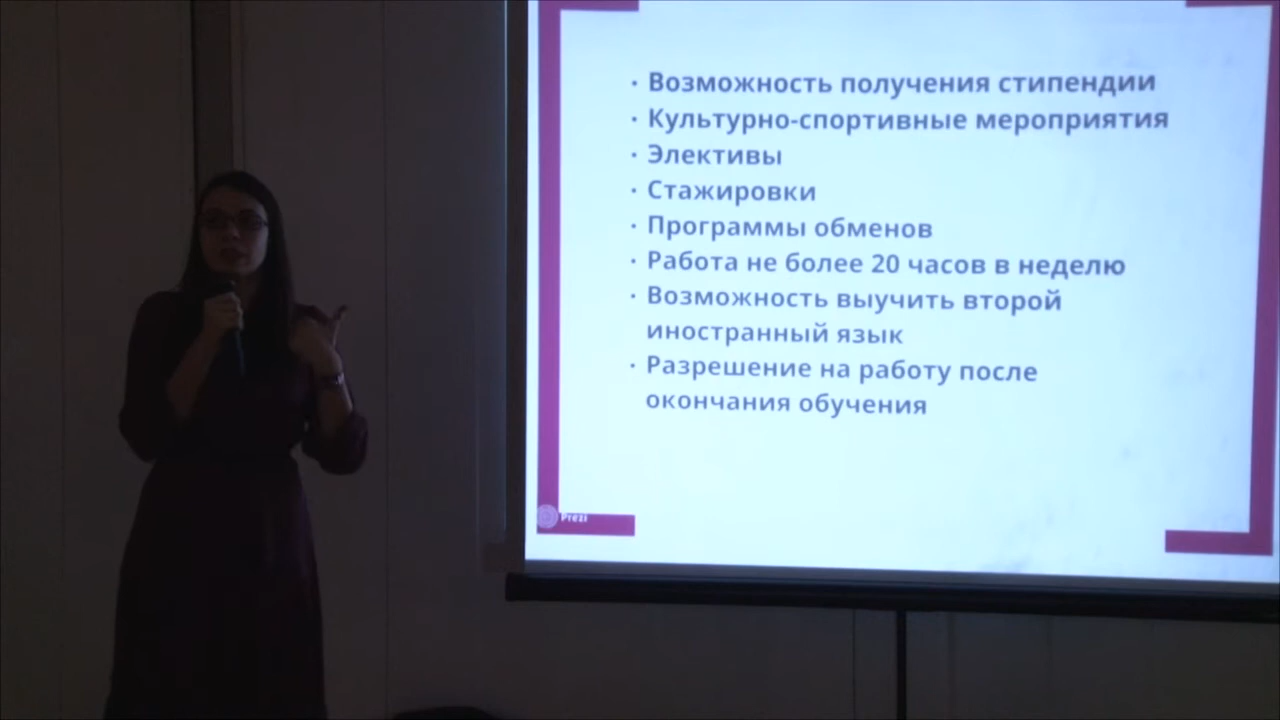 · Возможность получения стипендии
· Культурно-спортивные мероприятия
· Элективы
· Стажировки
· Программы обменов
· Работа не более 20 часов в неделю
· Возможность выучить второй
иностранный язык
· Разрешение на работу после
окончания обучения
Prezi